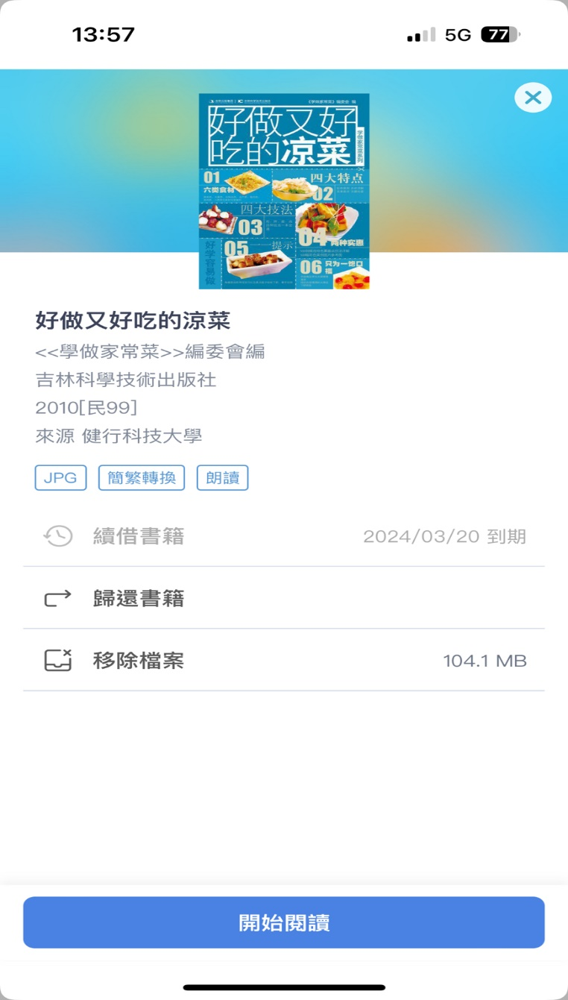 13:57
5G 77
《学做家常菜》编委会 编
好做又好
吃的凉菜
学做家常菜系列
01
六类食材
四大特点
02
四大技法
03
04 两种实惠
05 一一提示
好学容易做
06 只为一饱口福
好做又好吃的涼菜
<<學做家常菜>>編委會編
吉林科學技術出版社
2010[民99]
來源 健行科技大學
JPG 簡繁轉換 朗讀
續借書籍 2024/03/20 到期
歸還書籍
移除檔案 104.1 MB
開始閱讀